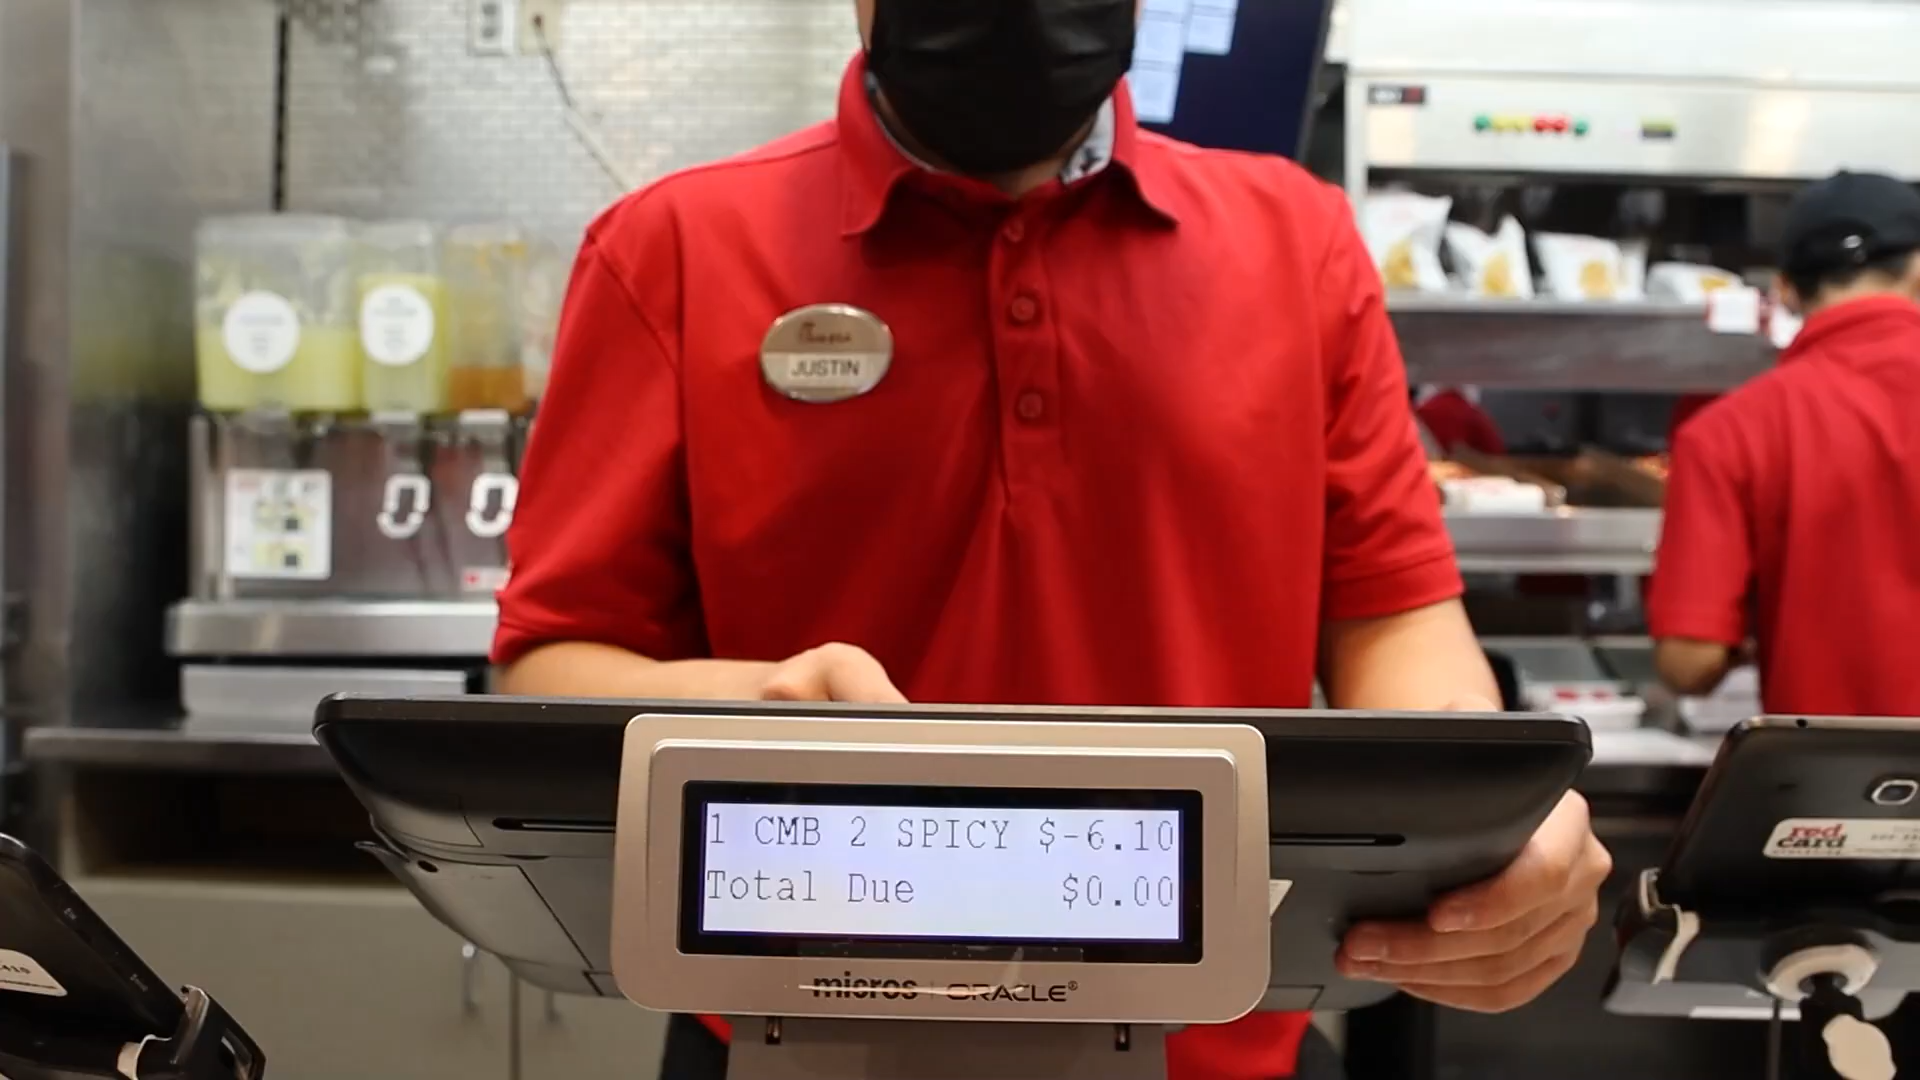 JUSTIN
1 CMB 2 SPICY $-6.10
Total Due $0.00
micros | ORACLE®
red card